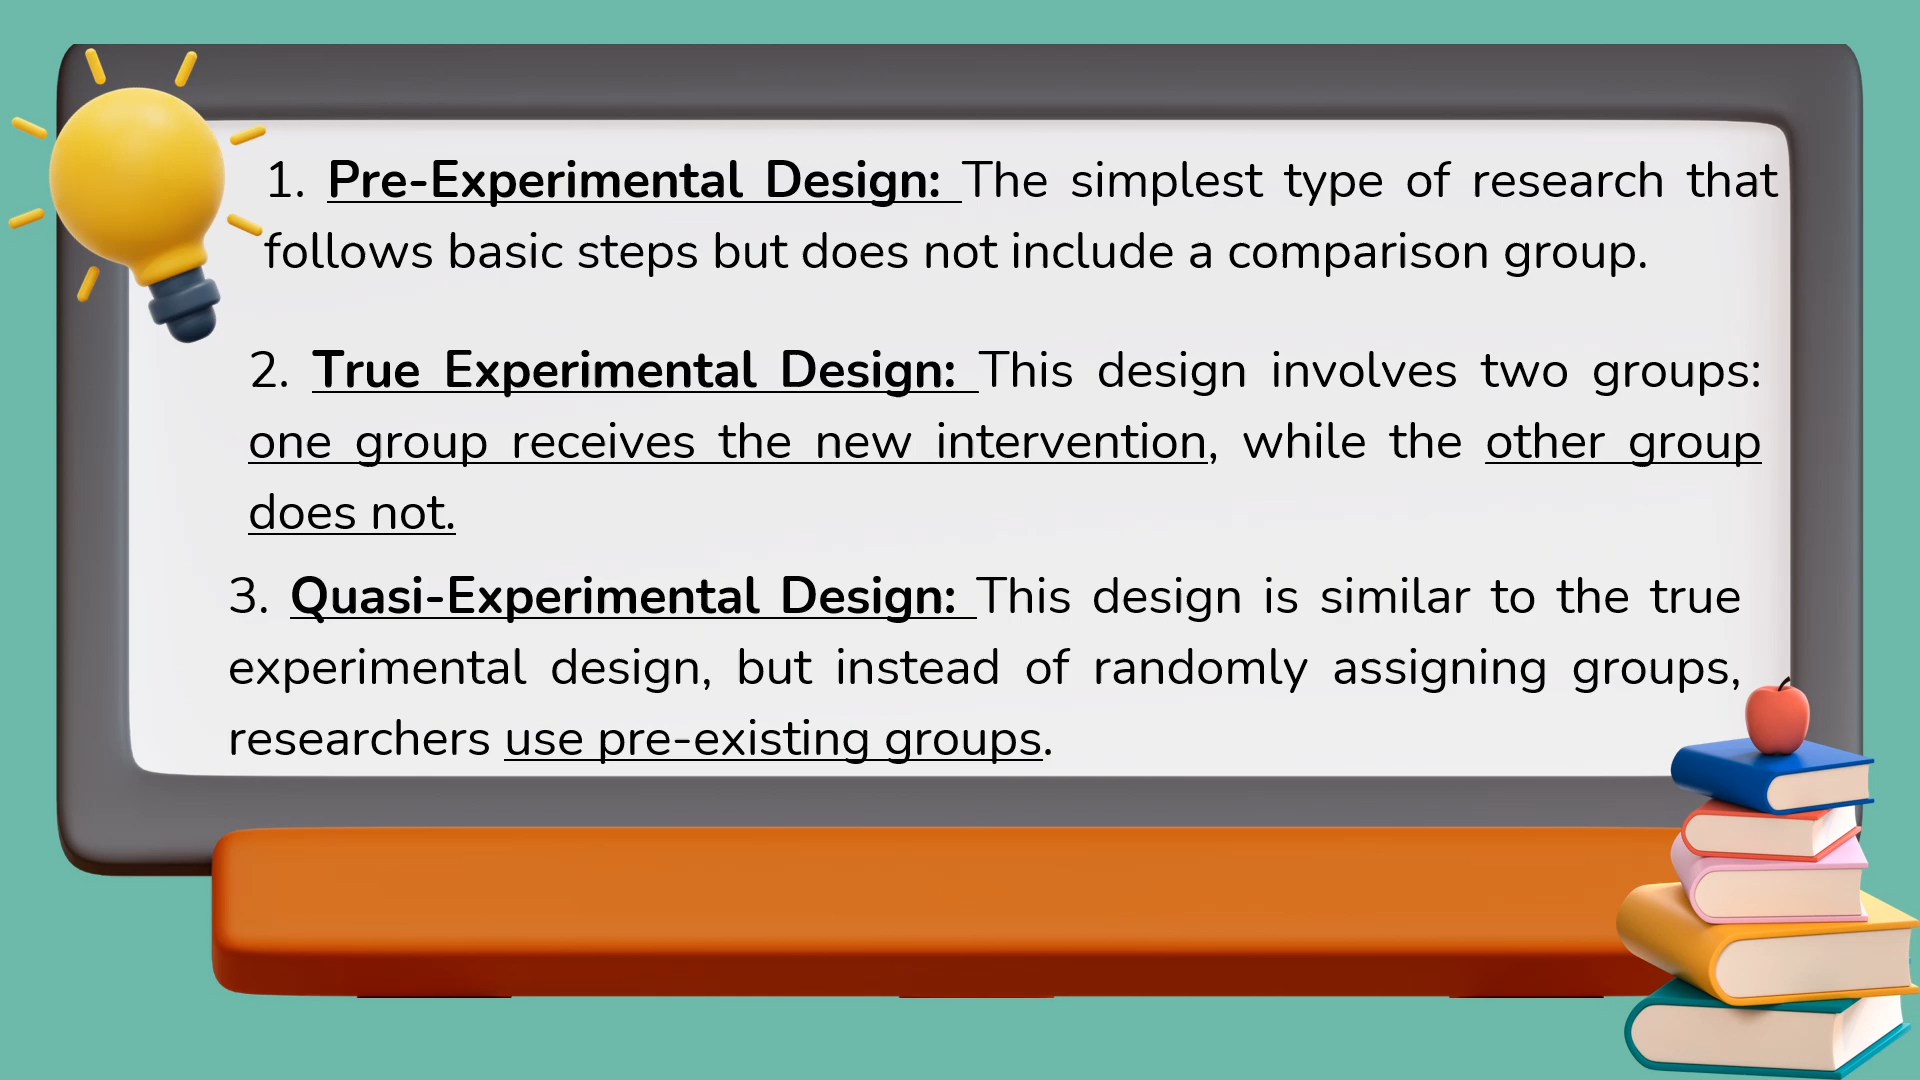 1. Pre-Experimental Design: The simplest type of research that
follows basic steps but does not include a comparison group.
2. True Experimental Design: This design involves two groups:
one group receives the new intervention, while the other group
does not.
3. Quasi-Experimental Design: This design is similar to the true
experimental design, but instead of randomly assigning groups,
researchers use pre-existing groups.